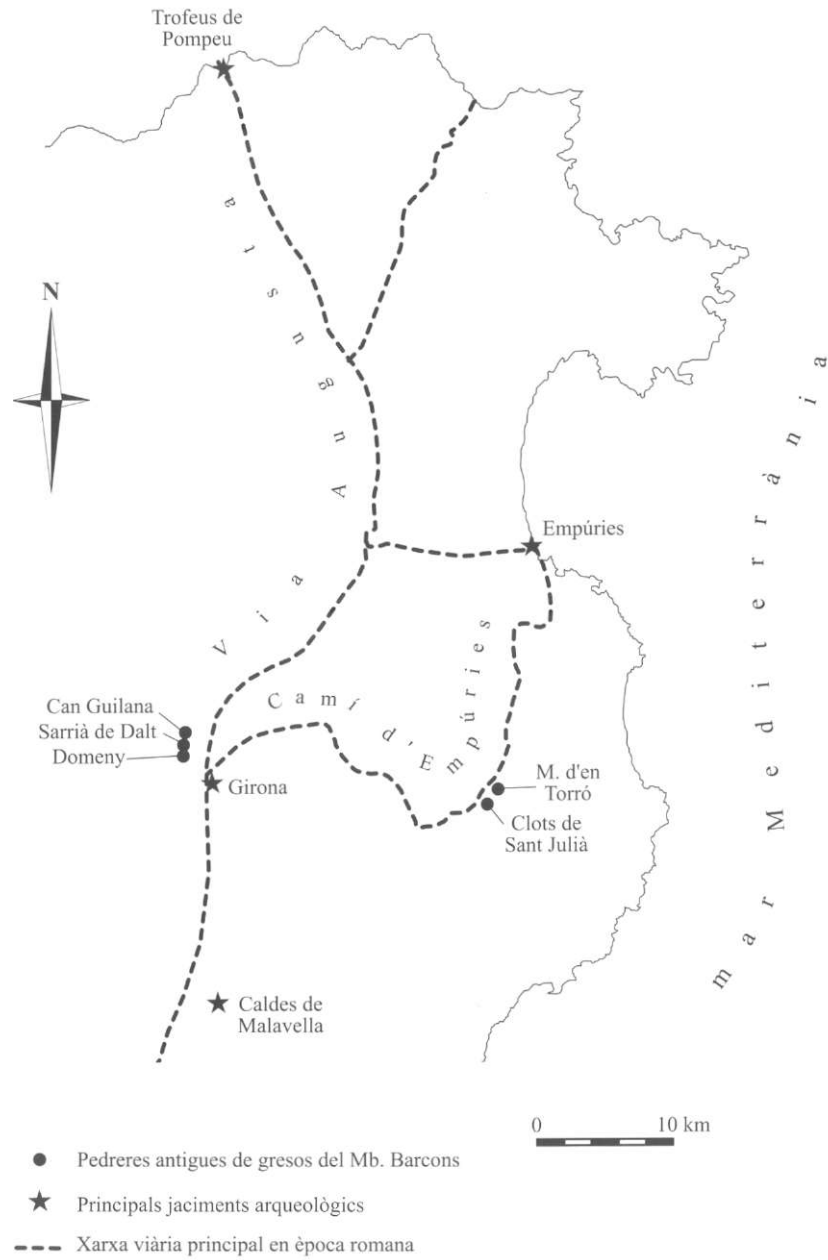 Trofeus de
Pompeu
N
Via Augusta
Empúries
mar Mediterrània
Camí d'Empúries
Can Guilana
Sarrià de Dalt
Domeny
Girona
M. d'en
Torró
Clots de
Sant Julià
Caldes de
Malavella
0 10 km
Pedreres antigues de gresos del Mb. Barcons
Principals jaciments arqueològics
Xarxa viària principal en època romana